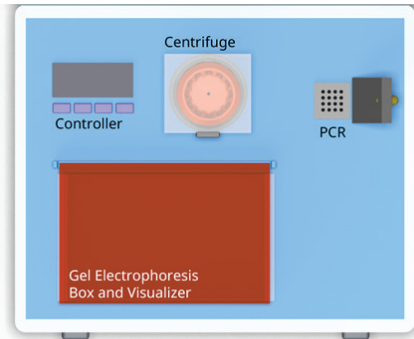 Centrifuge
Controller
PCR
Gel Electrophoresis
Box and Visualizer